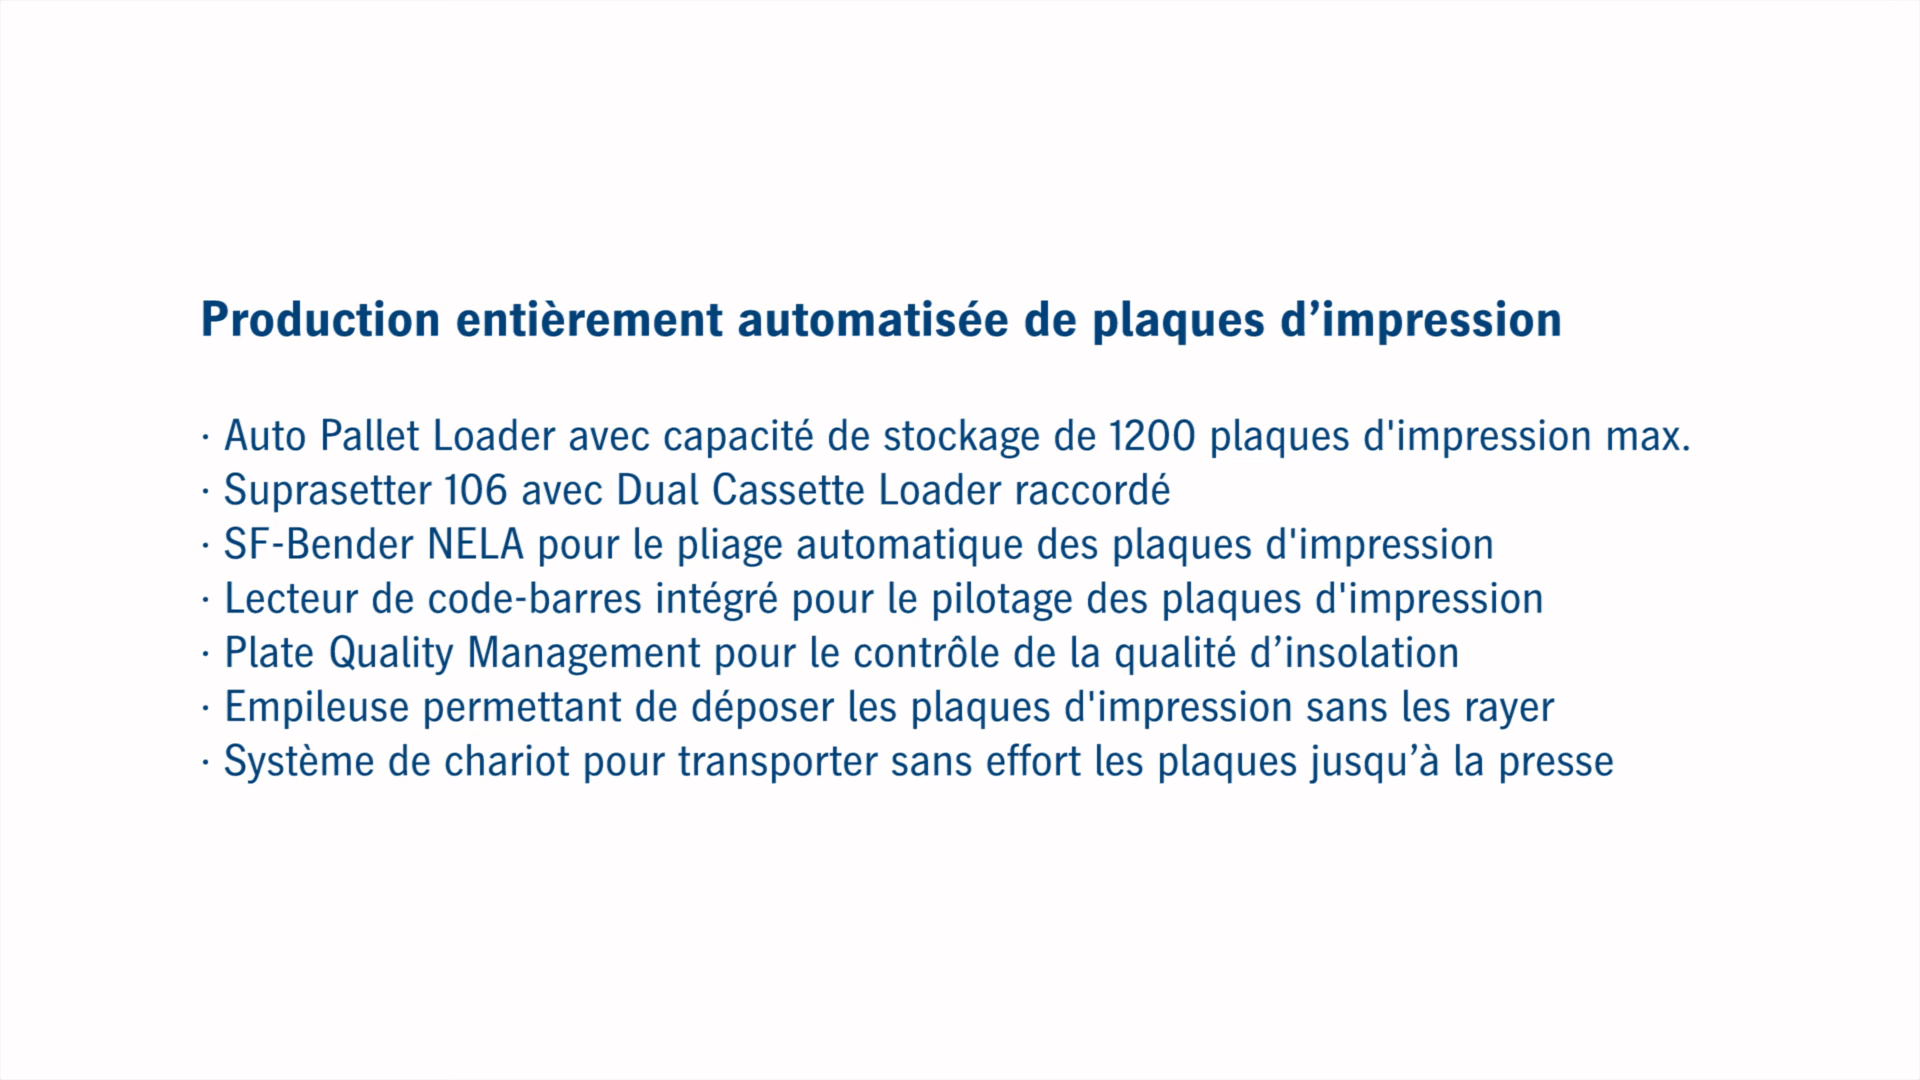 Production entièrement automatisée de plaques d’impression
· Auto Pallet Loader avec capacité de stockage de 1200 plaques d'impression max.
· Suprasetter 106 avec Dual Cassette Loader raccordé
· SF-Bender NELA pour le pliage automatique des plaques d'impression
· Lecteur de code-barres intégré pour le pilotage des plaques d'impression
· Plate Quality Management pour le contrôle de la qualité d’insolation
· Empileuse permettant de déposer les plaques d'impression sans les rayer
· Système de chariot pour transporter sans effort les plaques jusqu’à la presse